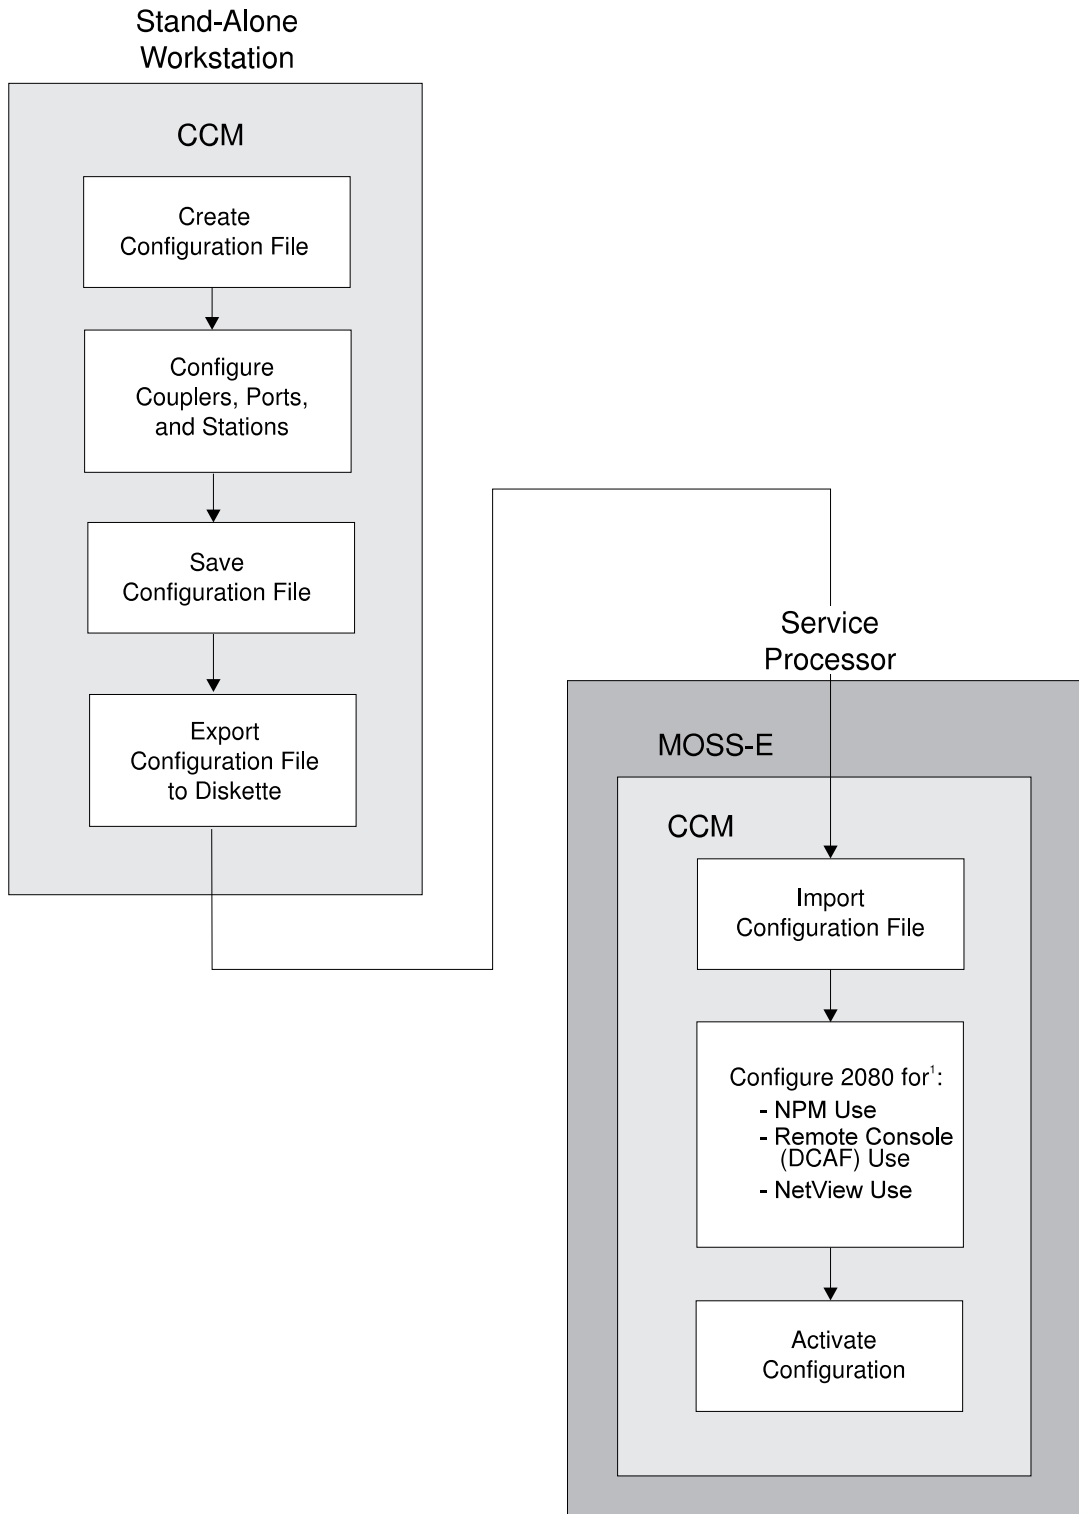 Stand-Alone
Workstation
CCM
Create
Configuration File
Configure
Couplers, Ports,
and Stations
Save
Configuration File
Export
Configuration File
to Diskette
Service
Processor
MOSS-E
CCM
Import
Configuration File
Configure 2080 for¹:
- NPM Use
- Remote Console
(DCAF) Use
- NetView Use
Activate
Configuration